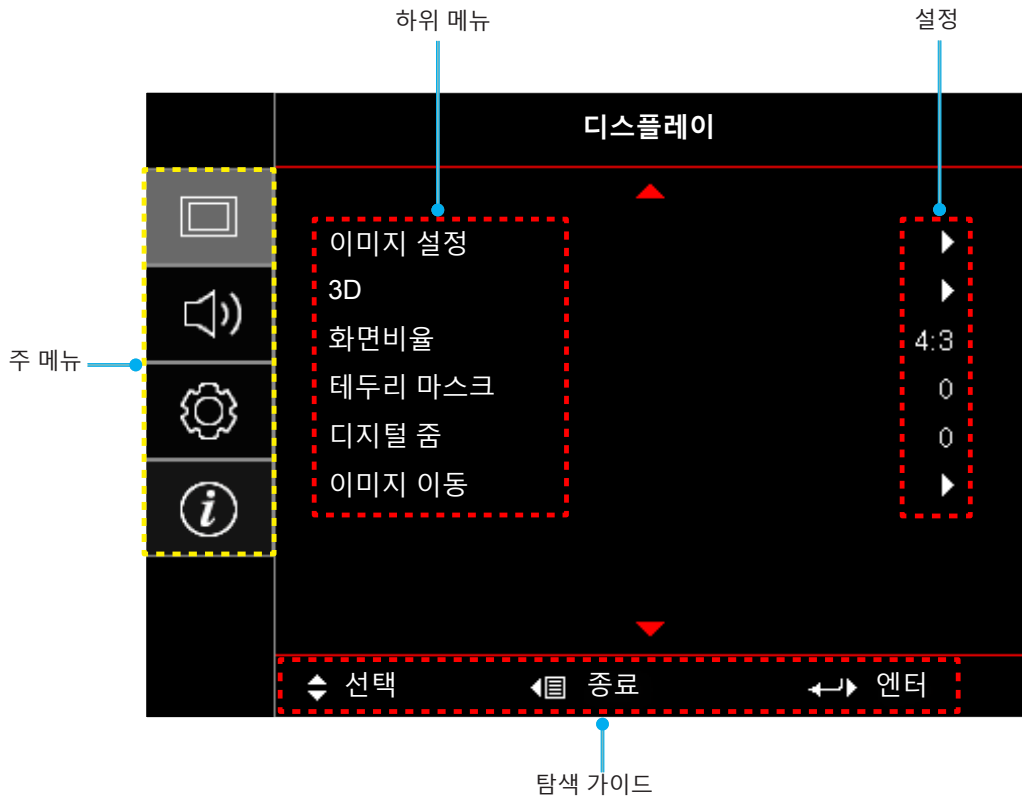 하위 메뉴 설정
디스플레이
이미지 설정
3D
화면비율 4:3
주 메뉴
테두리 마스크 0
디지털 줌 0
이미지 이동
선택 종료 엔터
탐색 가이드